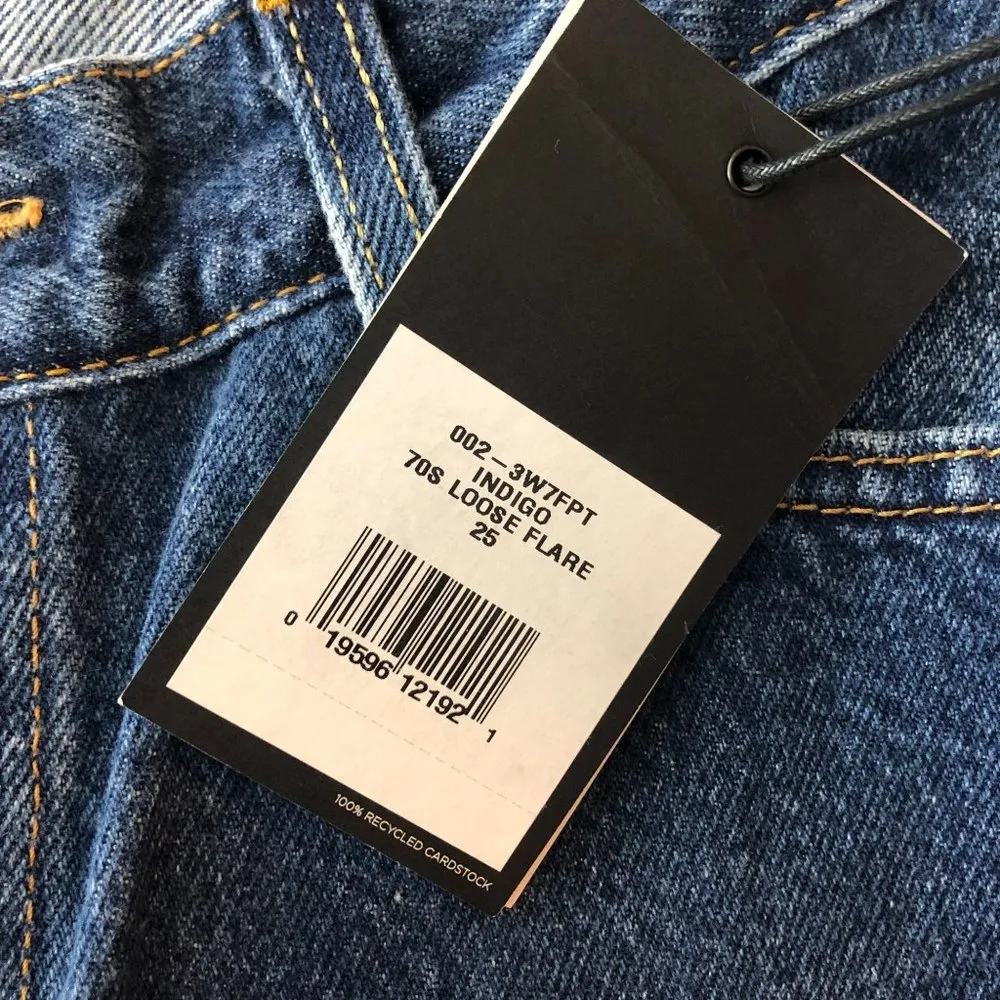 002-3W7FPT
INDIGO
70S LOOSE FLARE
25
0 19596 12192 1
100% RECYCLED CARDSTOCK